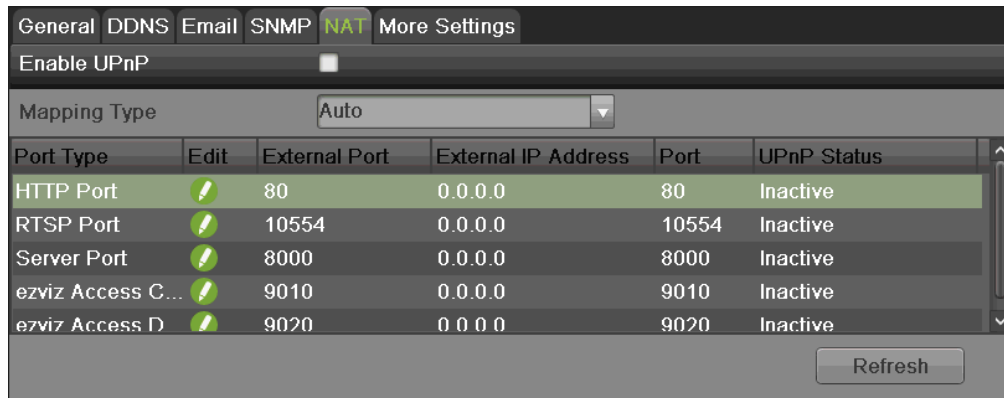 General DDNS Email SNMP NAT More Settings
Enable UPnP
Mapping Type Auto
Port Type Edit External Port External IP Address Port UPnP Status
HTTP Port 80 0.0.0.0 80 Inactive
RTSP Port 10554 0.0.0.0 10554 Inactive
Server Port 8000 0.0.0.0 8000 Inactive
ezviz Access C... 9010 0.0.0.0 9010 Inactive
ezviz Access D 9020 0.0.0.0 9020 Inactive
Refresh